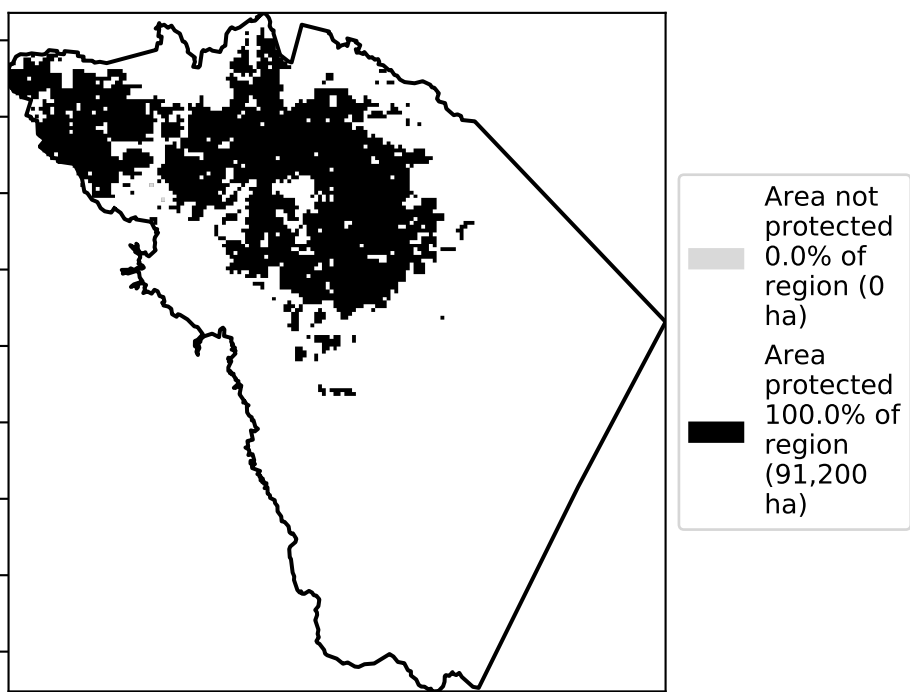 Area not
protected
0.0% of
region (0
ha)
Area
protected
100.0% of
region
(91,200
ha)